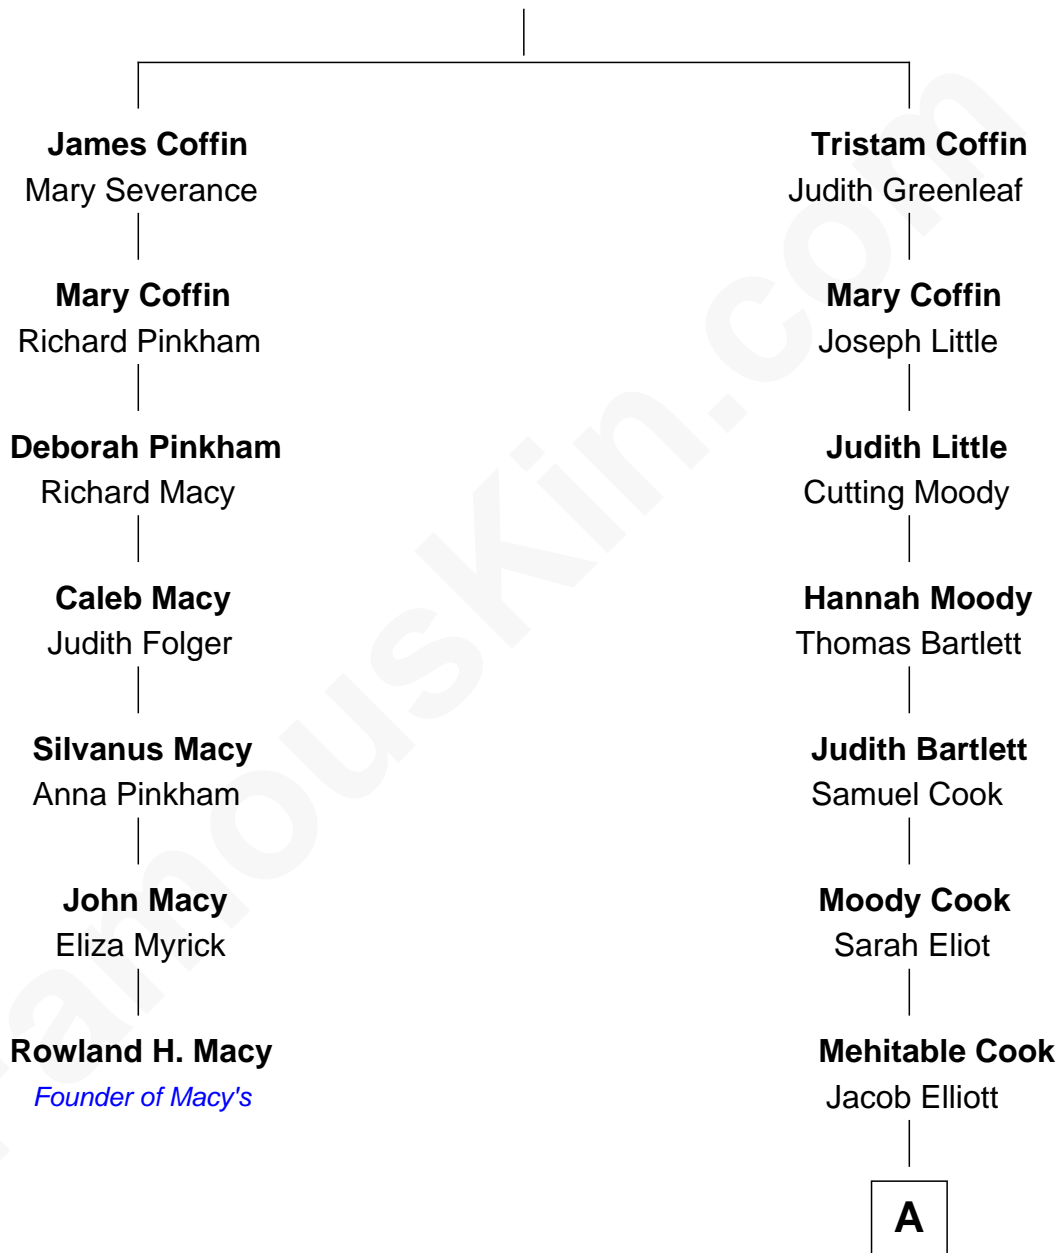 James Coffin
Mary Severance
Mary Coffin
Richard Pinkham
Deborah Pinkham
Richard Macy
Caleb Macy
Judith Folger
Silvanus Macy
Anna Pinkham
John Macy
Eliza Myrick
Rowland H. Macy
Founder of Macy's
Tristam Coffin
Judith Greenleaf
Mary Coffin
Joseph Little
Judith Little
Cutting Moody
Hannah Moody
Thomas Bartlett
Judith Bartlett
Samuel Cook
Moody Cook
Sarah Eliot
Mehitable Cook
Jacob Elliott
A
FamousKin.com